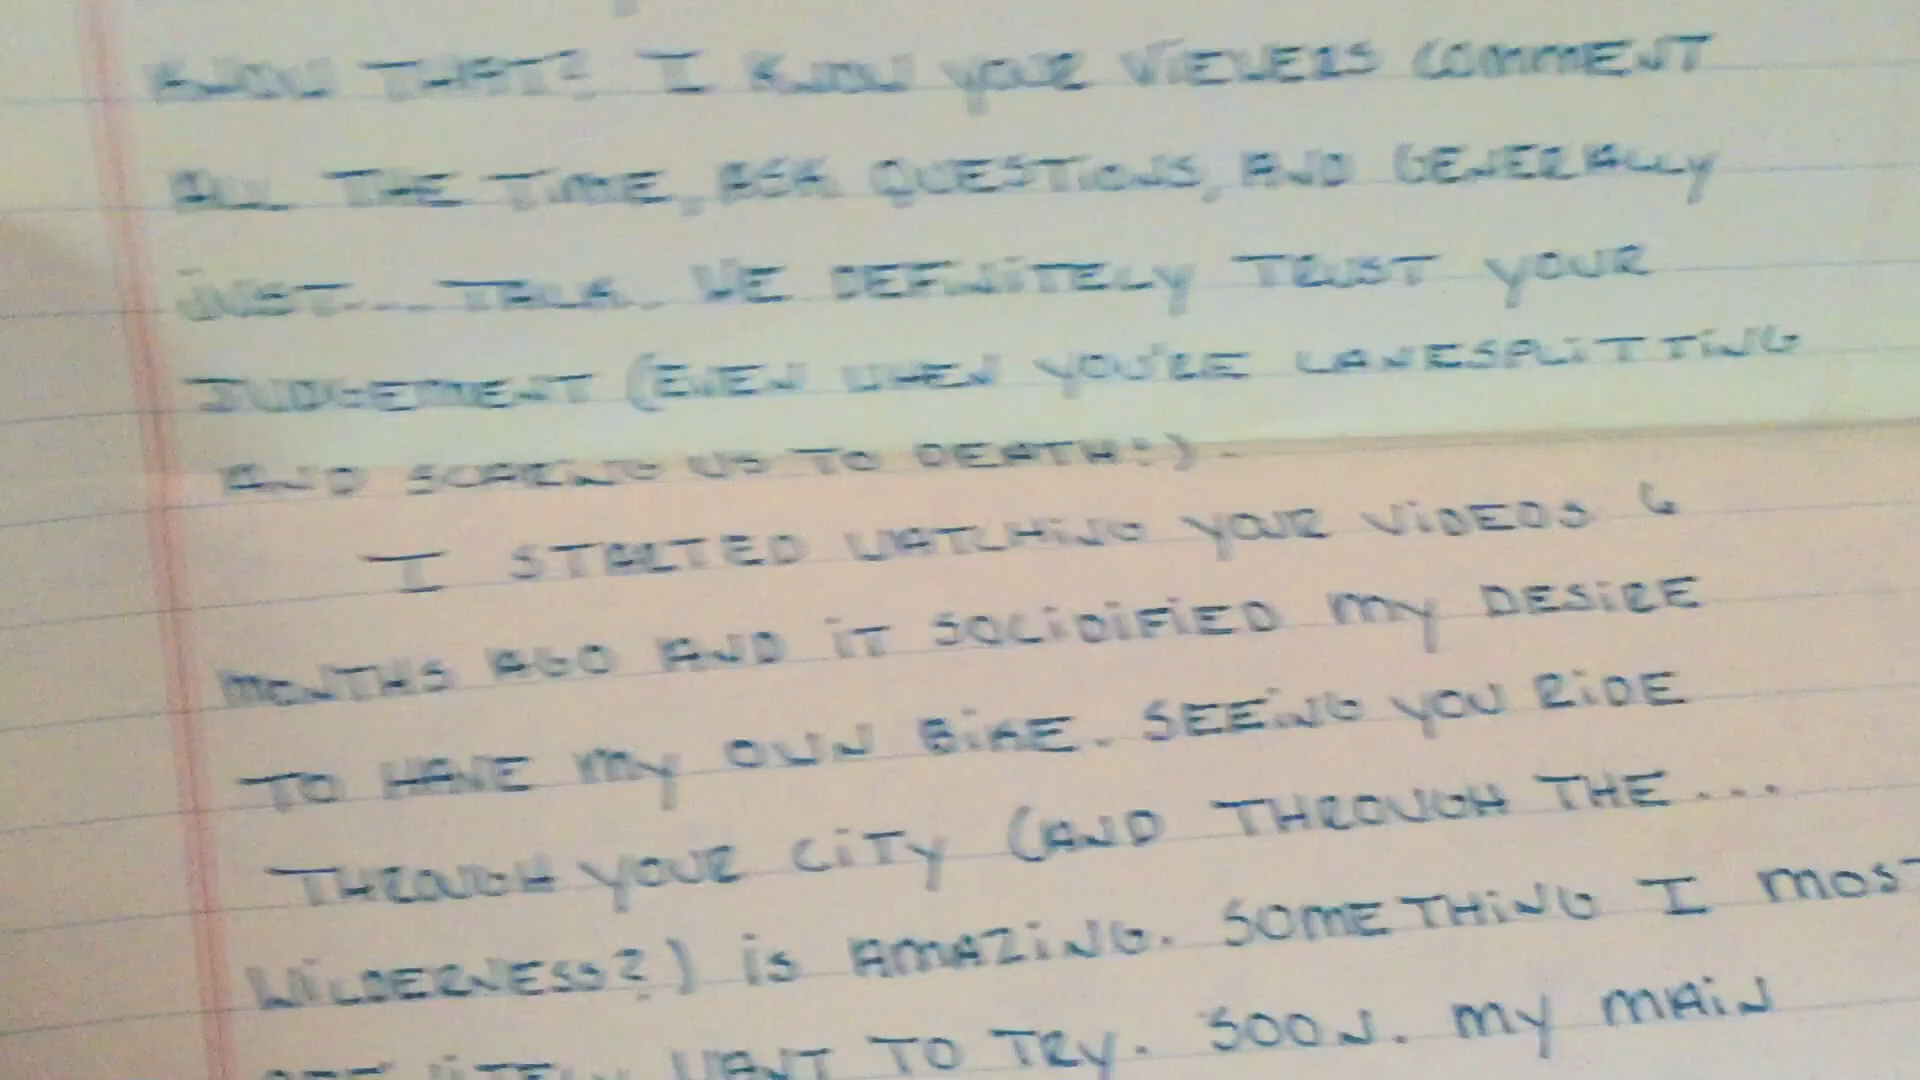 KNOW THAT? I KNOW YOUR VIEWERS COMMENT
ALL THE TIME, ASK QUESTIONS, AND GENERALLY
JUST... TALK. WE DEFINITELY TRUST YOUR
JUDGEMENT (EVEN WHEN YOU'RE LANESPLITTING
AND SCARING US TO DEATH:).
I STARTED WATCHING YOUR VIDEOS 6
MONTHS AGO AND IT SOLIDIFIED MY DESIRE
TO HAVE MY OWN BIKE. SEEING YOU RIDE
THROUGH YOUR CITY (AND THROUGH THE...
WILDERNESS?) IS AMAZING. SOMETHING I MOST
WANT TO TRY. SOON. MY MAIN